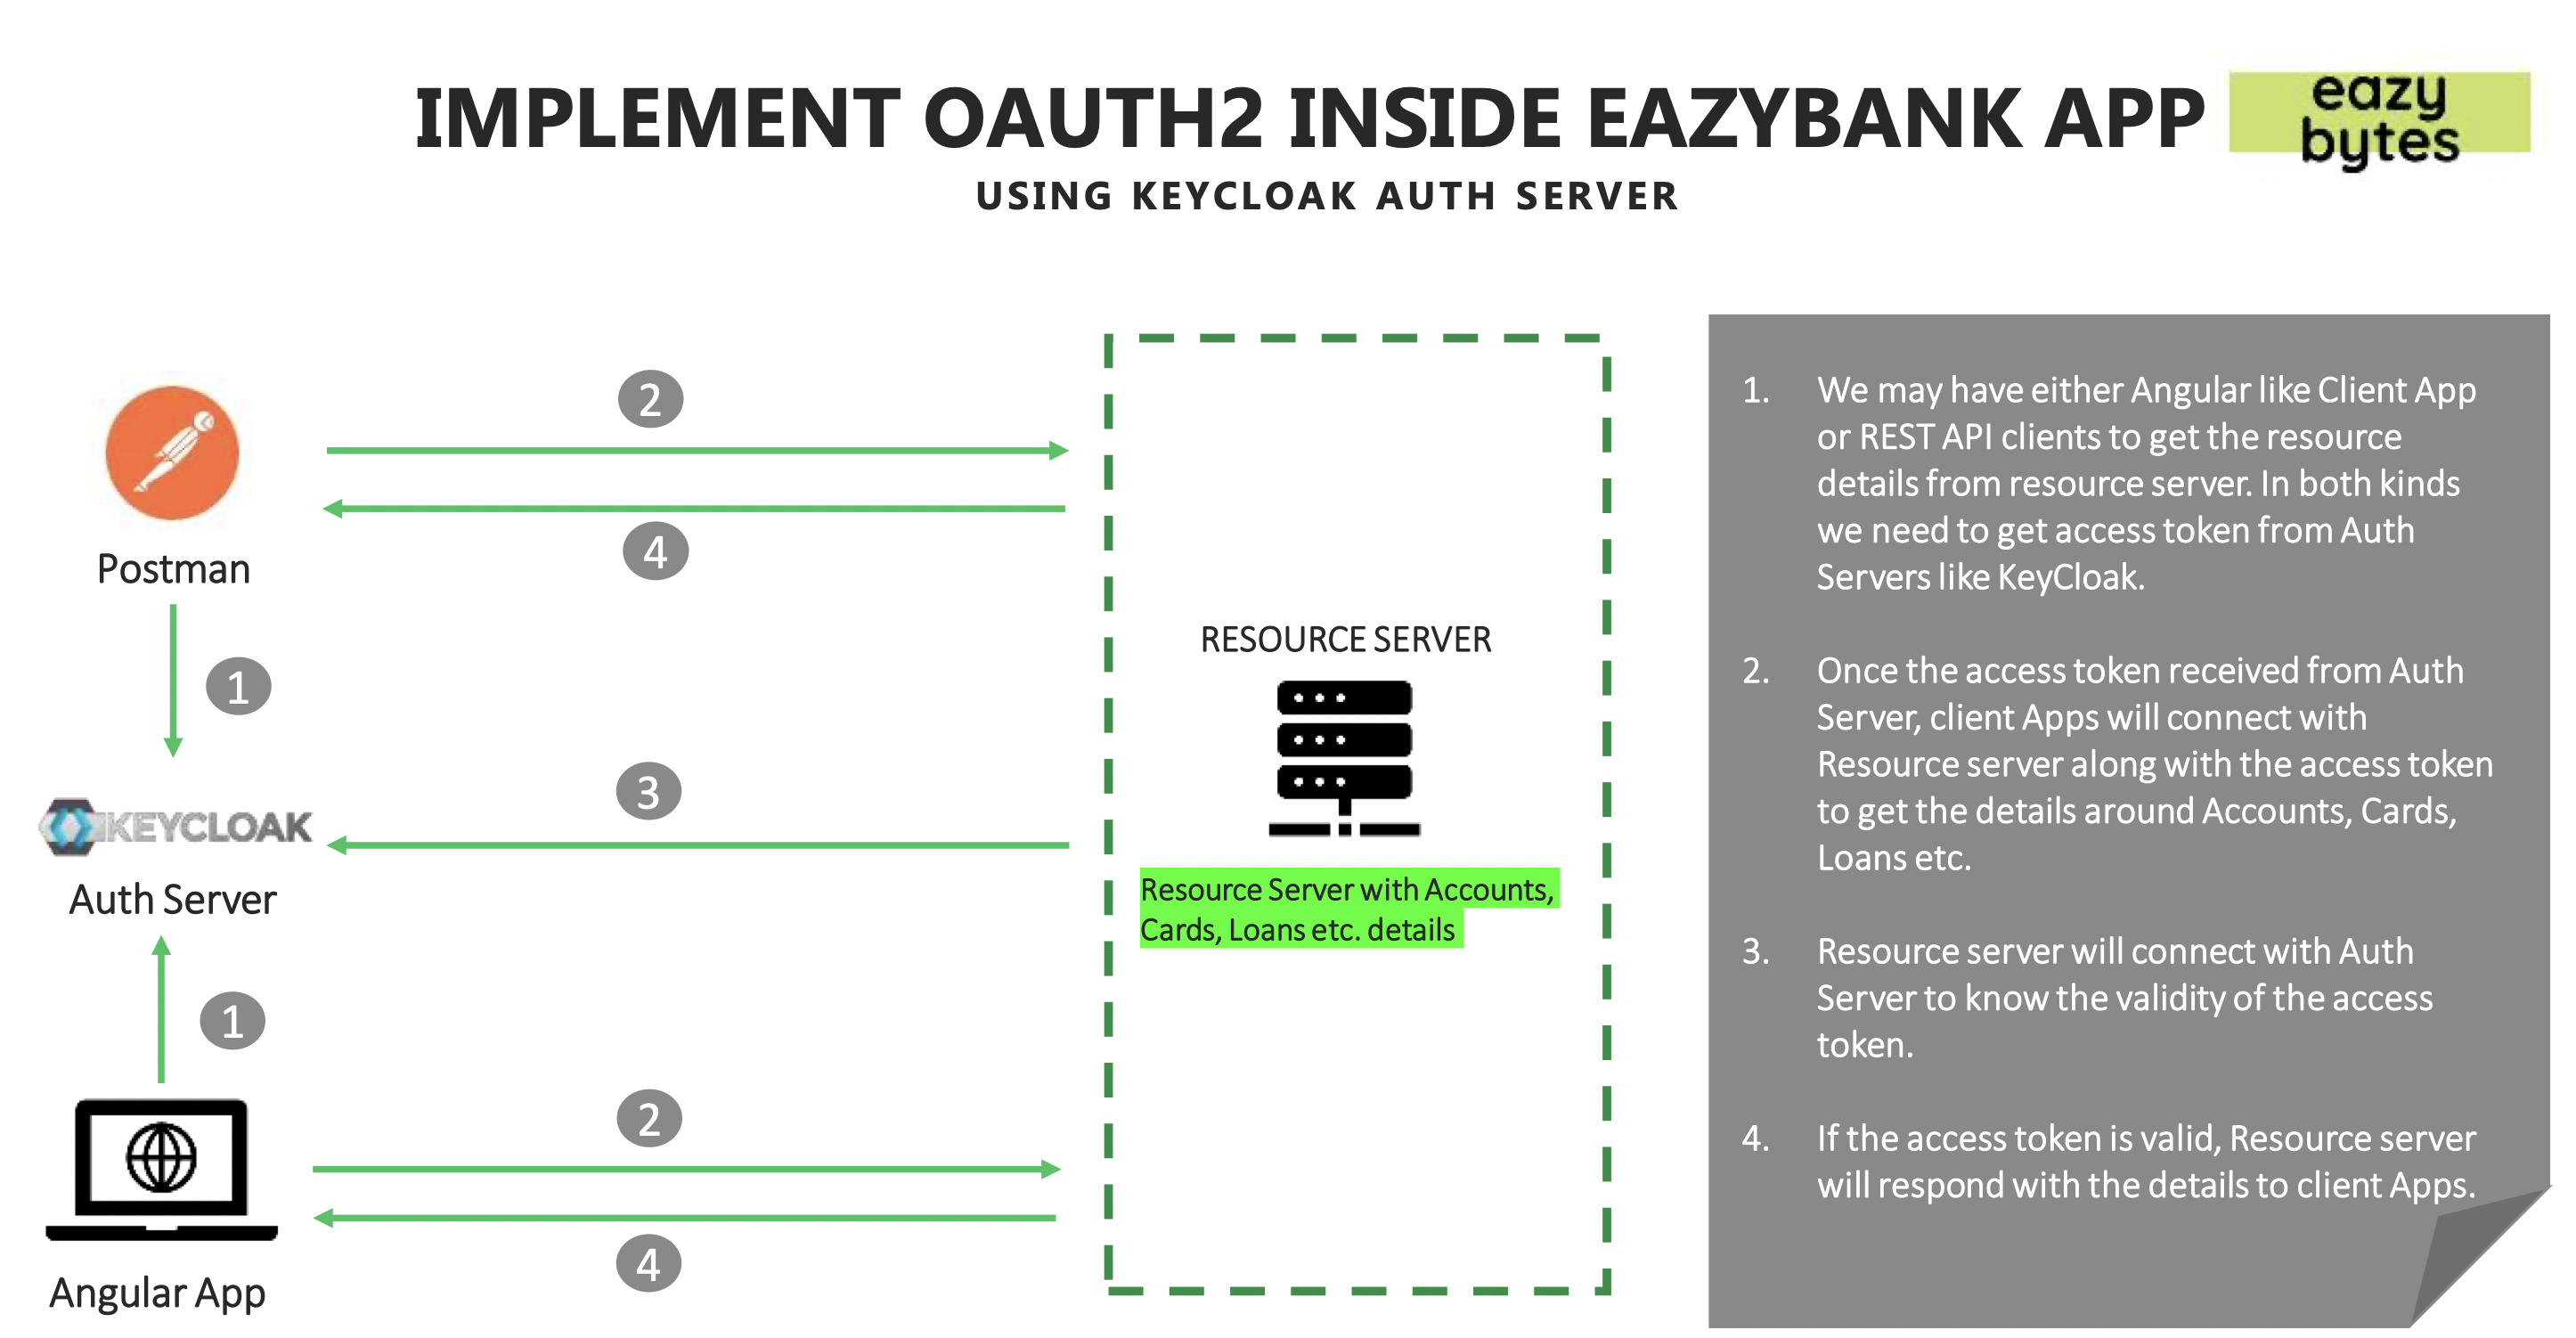 IMPLEMENT OAUTH2 INSIDE EAZYBANK APP
eazy
bytes
USING KEYCLOAK AUTH SERVER
2
4
Postman
1
3
KEYCLOAK
Auth Server
1
2
4
Angular App
RESOURCE SERVER
Resource Server with Accounts,
Cards, Loans etc. details
1. We may have either Angular like Client App
or REST API clients to get the resource
details from resource server. In both kinds
we need to get access token from Auth
Servers like KeyCloak.
2. Once the access token received from Auth
Server, client Apps will connect with
Resource server along with the access token
to get the details around Accounts, Cards,
Loans etc.
3. Resource server will connect with Auth
Server to know the validity of the access
token.
4. If the access token is valid, Resource server
will respond with the details to client Apps.